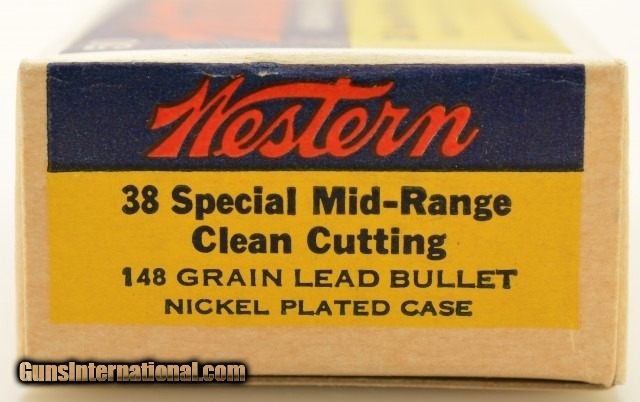 Western
38 Special Mid-Range
Clean Cutting
148 GRAIN LEAD BULLET
NICKEL PLATED CASE
GunsInternational.com